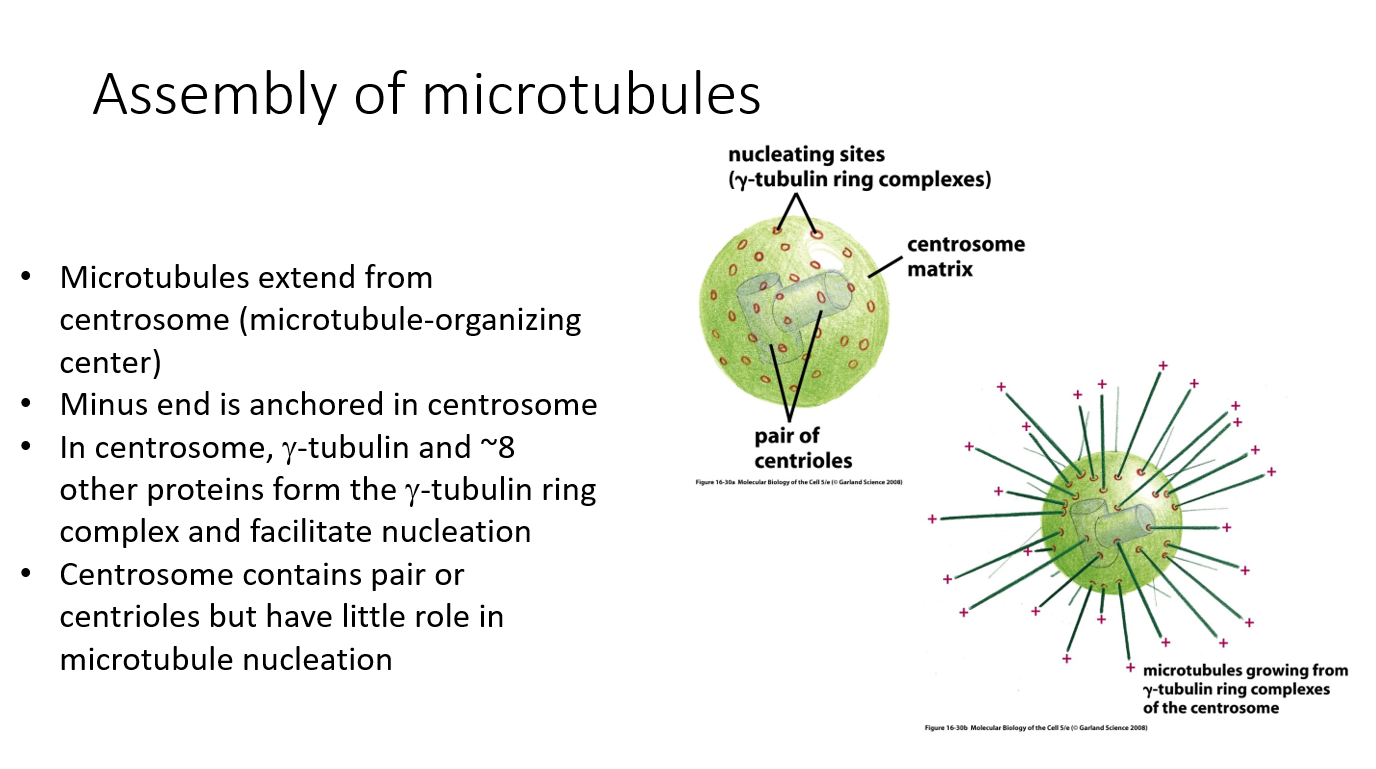 Assembly of microtubules
• Microtubules extend from
centrosome (microtubule-organizing
center)
• Minus end is anchored in centrosome
• In centrosome, γ-tubulin and ~8
other proteins form the γ-tubulin ring
complex and facilitate nucleation
• Centrosome contains pair or
centrioles but have little role in
microtubule nucleation
nucleating sites
(γ-tubulin ring complexes)
centrosome
matrix
pair of
centrioles
Figure 16-30a Molecular Biology of the Cell 5/e (© Garland Science 2008)
microtubules growing from
γ-tubulin ring complexes
of the centrosome
Figure 16-30b Molecular Biology of the Cell 5/e (© Garland Science 2008)